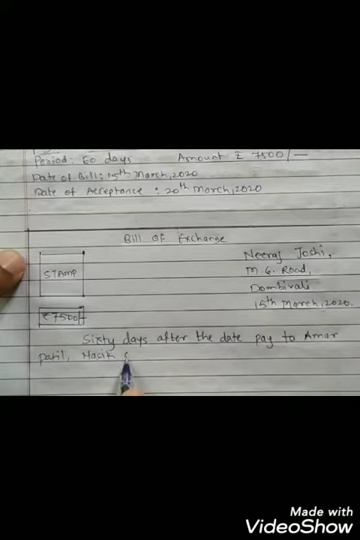 Period: 60 days Amount ₹ 7500/-
Date of Bill: 15th March, 2020
Date of Acceptance : 20th March, 2020
Bill Of Exchange
STAMP
Neeraj Joshi,
M. G. Road,
Dombivali
15th March, 2020.
₹7500/-
Sixty days after the date pay to Amar
Patil, Nasik
Made with
VideoShow